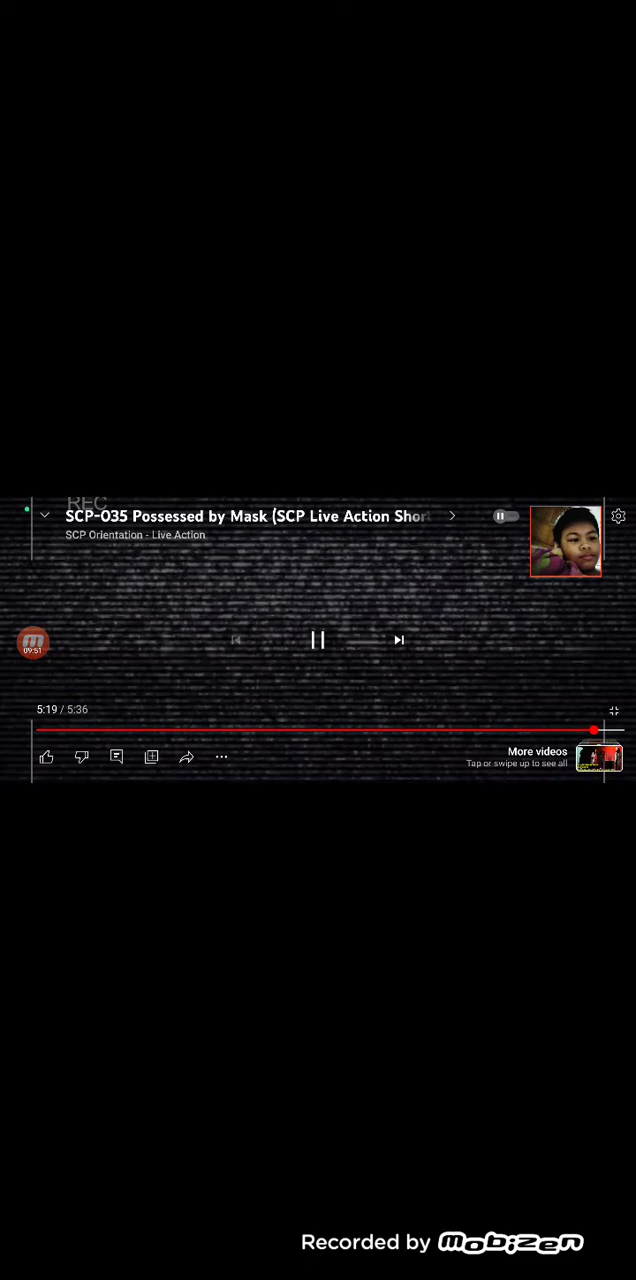 REC
SCP-035 Possessed by Mask (SCP Live Action Shor
SCP Orientation - Live Action
09:51
5:19 / 5:36
More videos
Tap or swipe up to see all
Recorded by mobizen